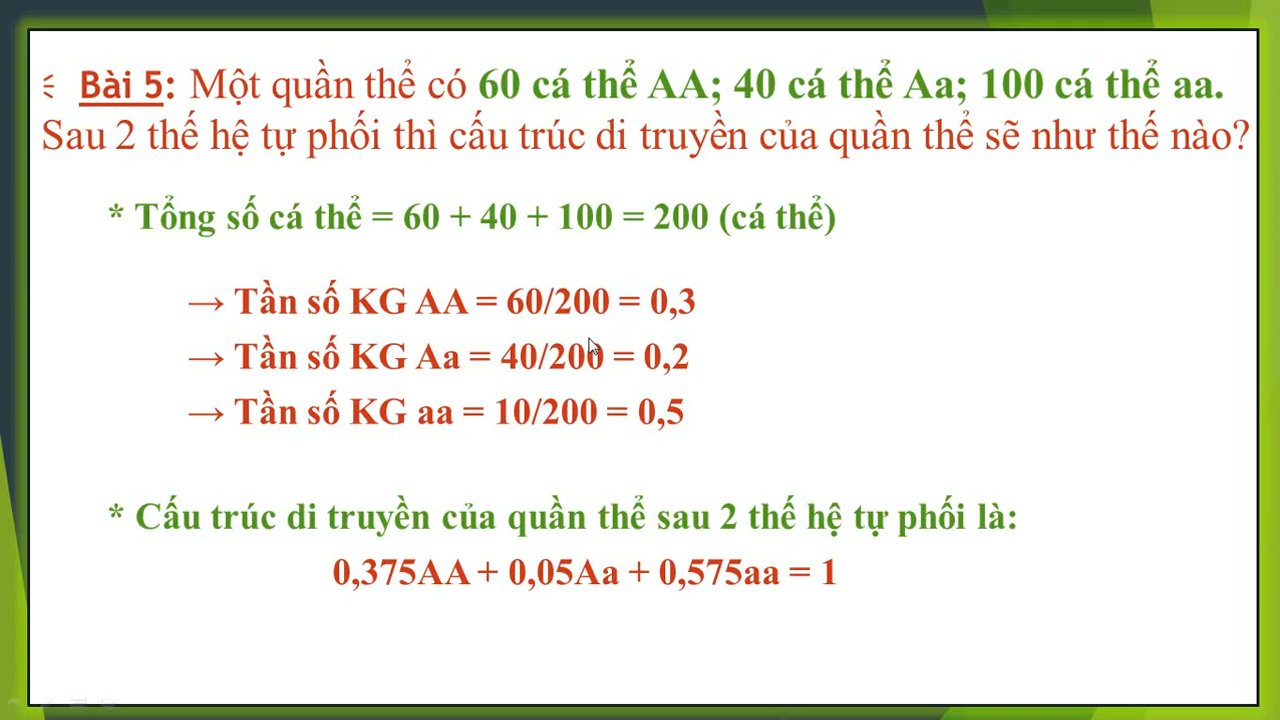 Bài 5: Một quần thể có 60 cá thể AA; 40 cá thể Aa; 100 cá thể aa.
Sau 2 thế hệ tự phối thì cấu trúc di truyền của quần thể sẽ như thế nào?
* Tổng số cá thể = 60 + 40 + 100 = 200 (cá thể)
→ Tần số KG AA = 60/200 = 0,3
→ Tần số KG Aa = 40/200 = 0,2
→ Tần số KG aa = 10/200 = 0,5
* Cấu trúc di truyền của quần thể sau 2 thế hệ tự phối là:
0,375AA + 0,05Aa + 0,575aa = 1